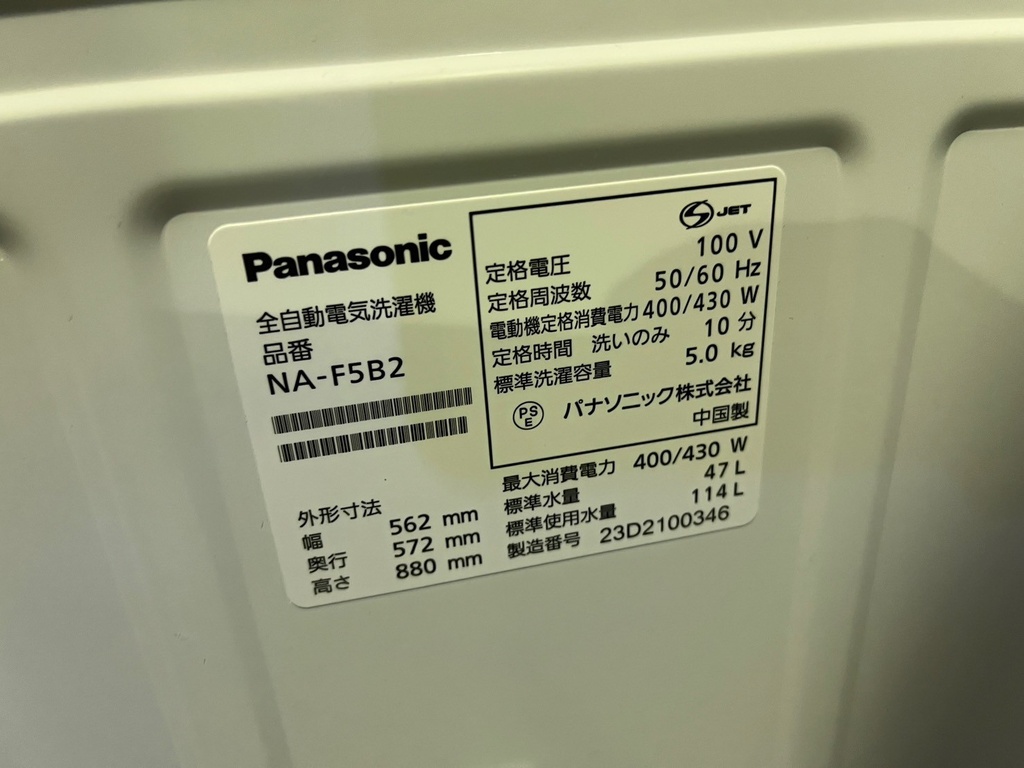 Panasonic
全自動電気洗濯機
品番
NA-F5B2
外形寸法
幅 562 mm
奥行 572 mm
高さ 880 mm
S JET
定格電圧 100 V
定格周波数 50/60 Hz
電動機定格消費電力 400/430 W
定格時間 洗いのみ 10 分
標準洗濯容量 5.0 kg
PSE パナソニック株式会社
中国製
最大消費電力 400/430 W
標準水量 47 L
標準使用水量 114 L
製造番号 23D2100346